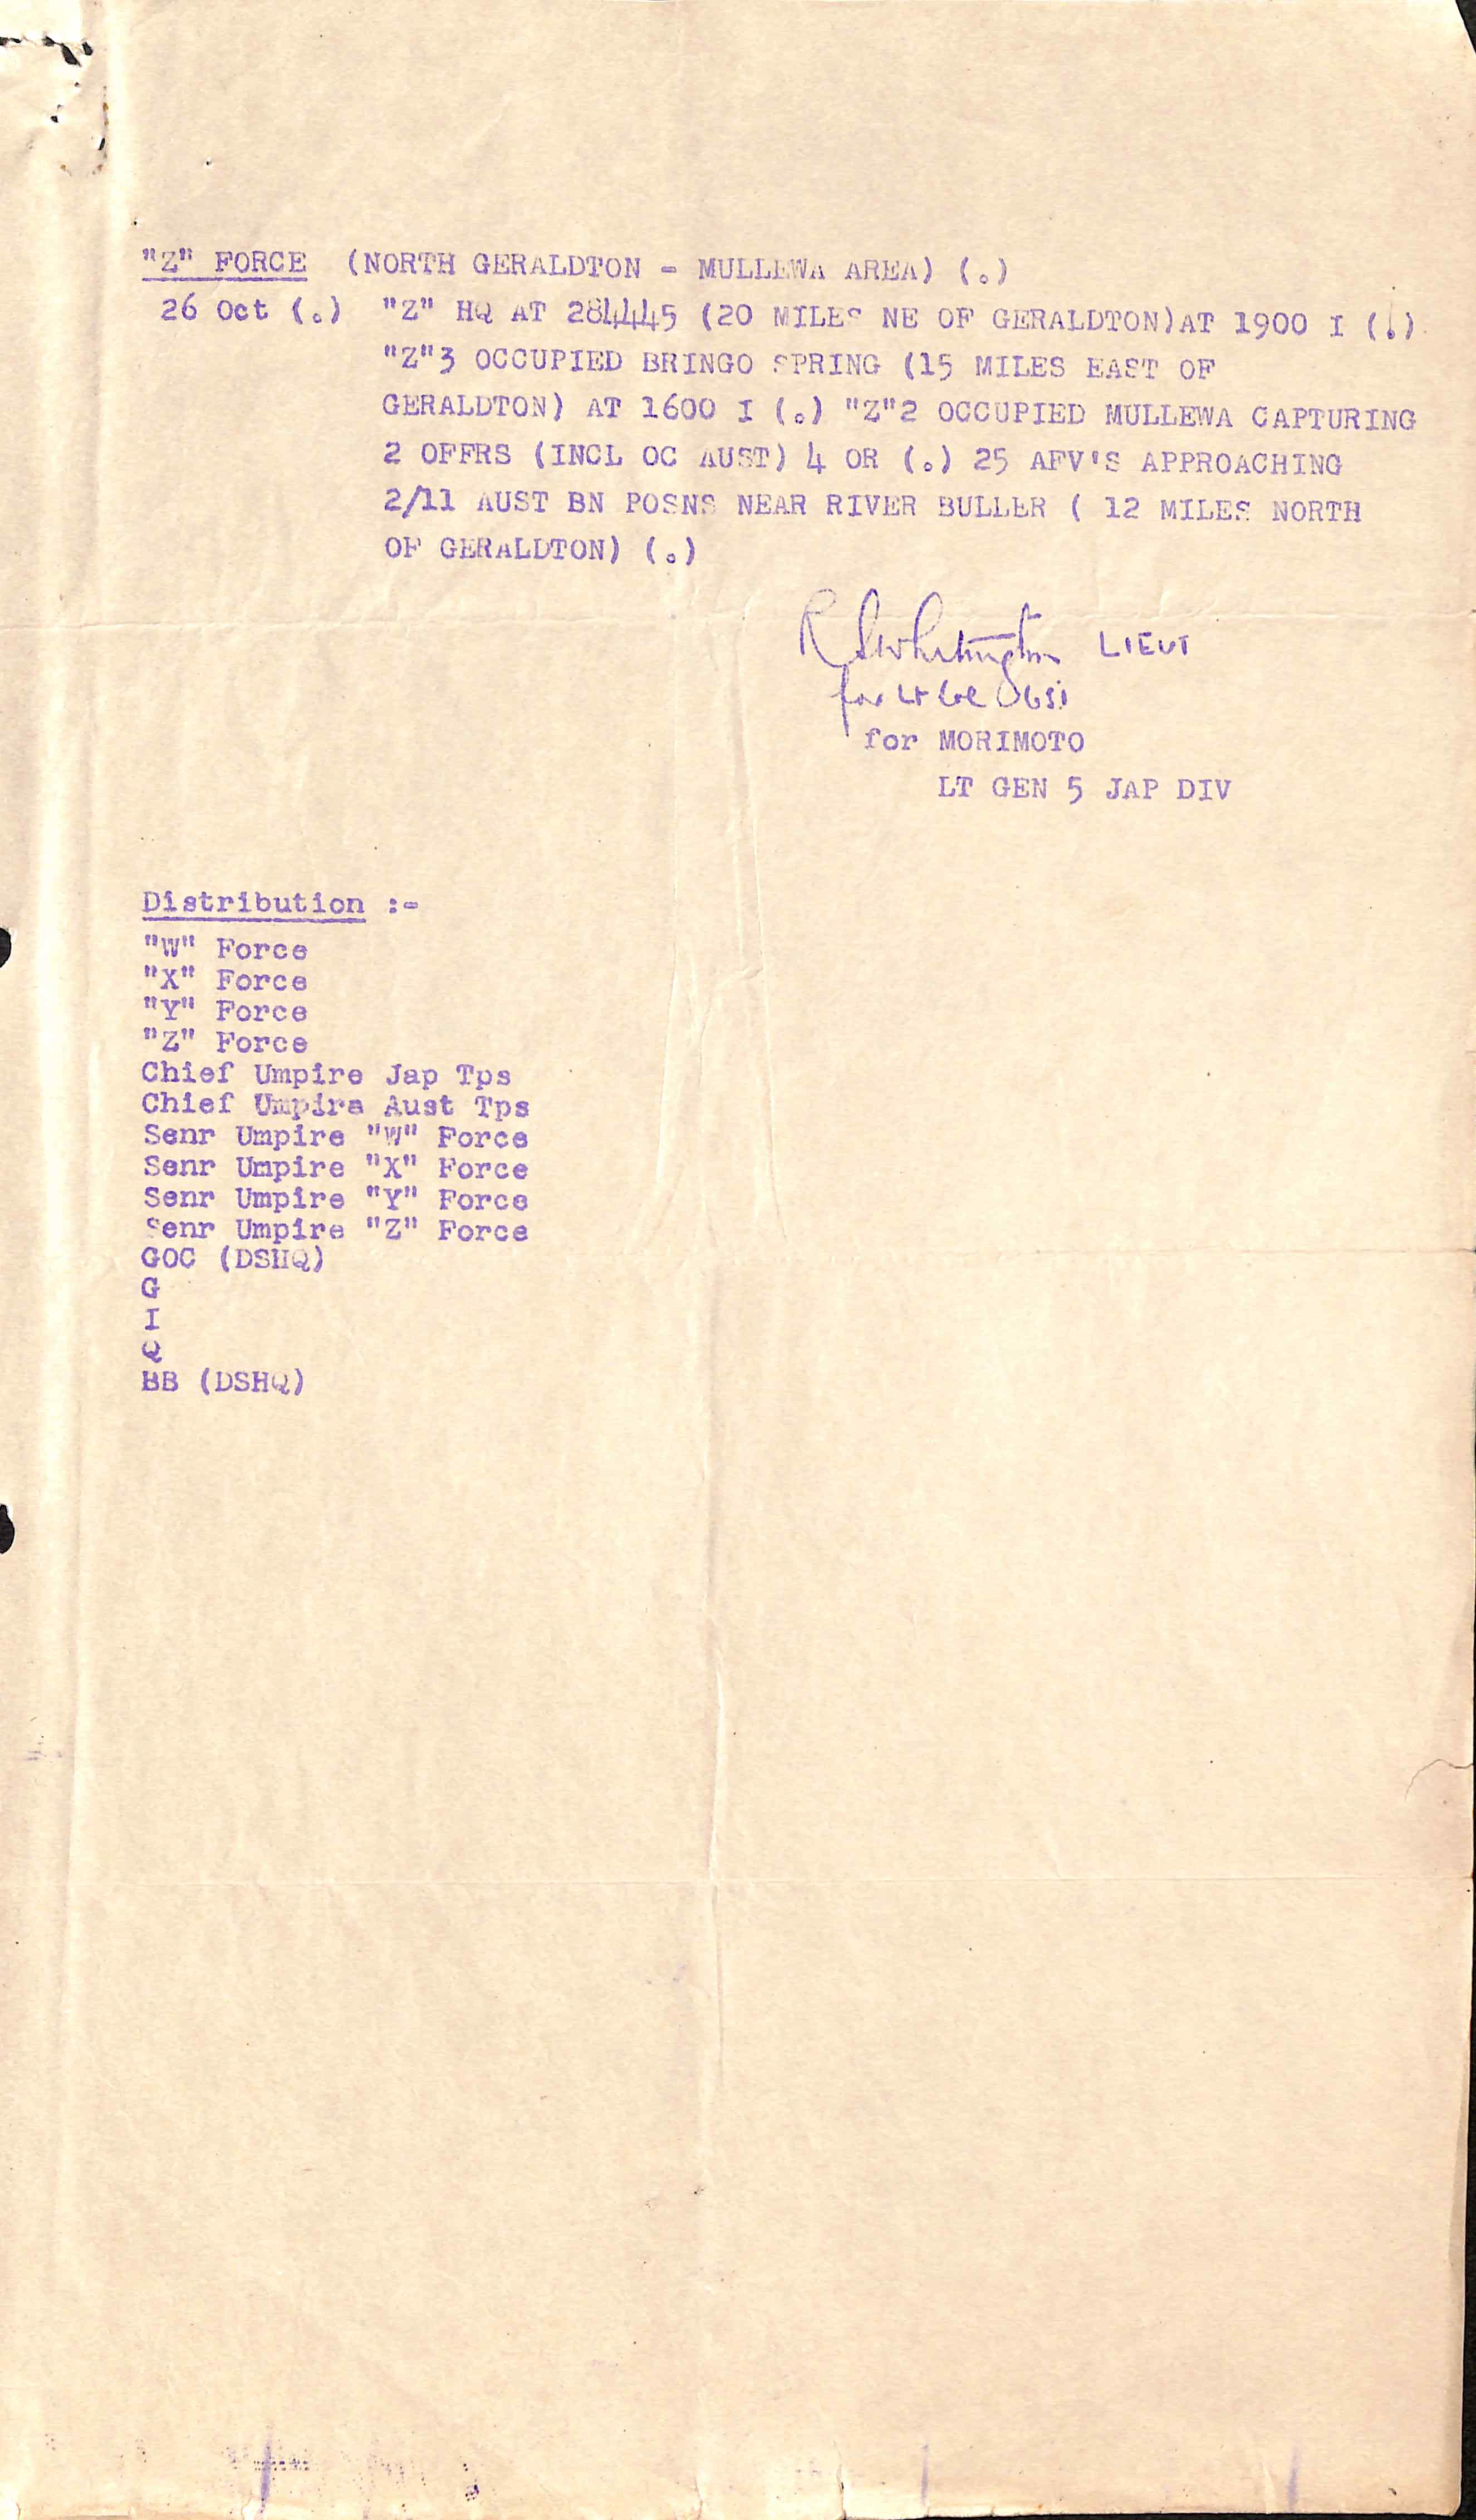 "Z" FORCE (NORTH GERALDTON - MULLEWA AREA) (.)
26 Oct (.) "Z" HQ AT 284445 (20 MILES NE OF GERALDTON)AT 1900 I (.)
"Z"3 OCCUPIED BRINGO SPRING (15 MILES EAST OF
GERALDTON) AT 1600 I (.) "Z"2 OCCUPIED MULLEWA CAPTURING
2 OFFRS (INCL OC AUST) 4 OR (.) 25 AFV'S APPROACHING
2/11 AUST BN POSNS NEAR RIVER BULLER ( 12 MILES NORTH
OF GERALDTON) (.)
R LIEUT
for Lt Col
for MORIMOTO
LT GEN 5 JAP DIV
Distribution :-
"W" Force
"X" Force
"Y" Force
"Z" Force
Chief Umpire Jap Tps
Chief Umpire Aust Tps
Senr Umpire "W" Force
Senr Umpire "X" Force
Senr Umpire "Y" Force
Senr Umpire "Z" Force
GOC (DSHQ)
G
I
Q
BB (DSHQ)